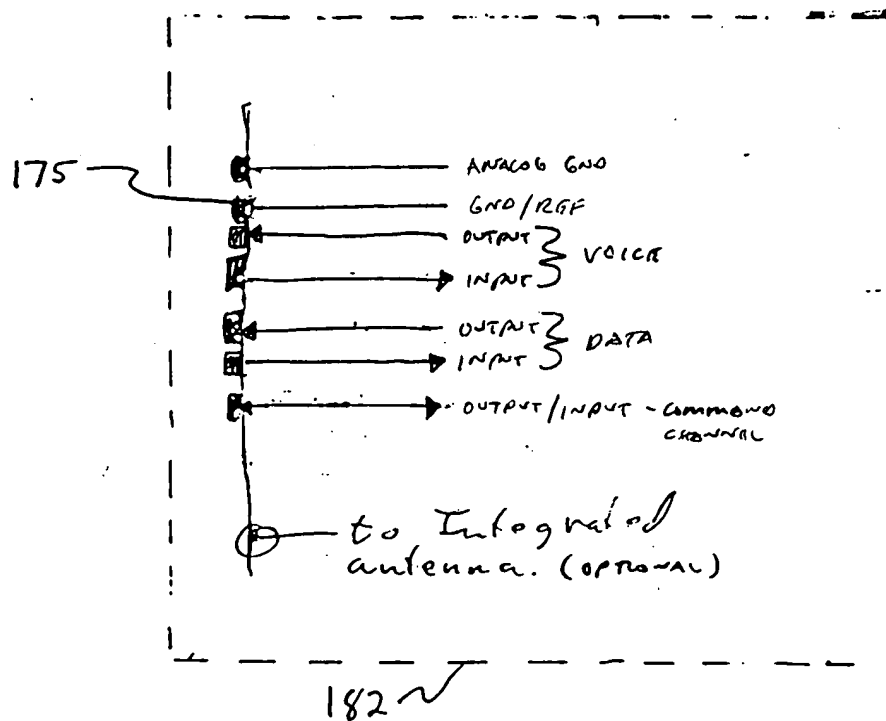 175
ANALOG GND
GND/REF
OUTPUT
INPUT
VOICE
OUTPUT
INPUT
DATA
OUTPUT/INPUT - COMMAND
CHANNEL
to Integrated
antenna. (OPTIONAL)
182